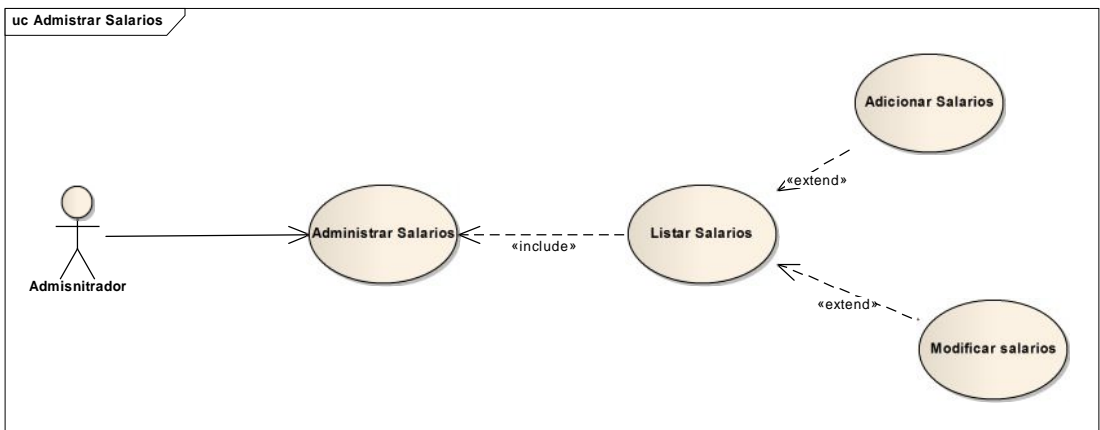 uc Admistrar Salarios
Adicionar Salarios
«extend»
Administrar Salarios
«include»
Listar Salarios
Admisnitrador
«extend»
Modificar salarios